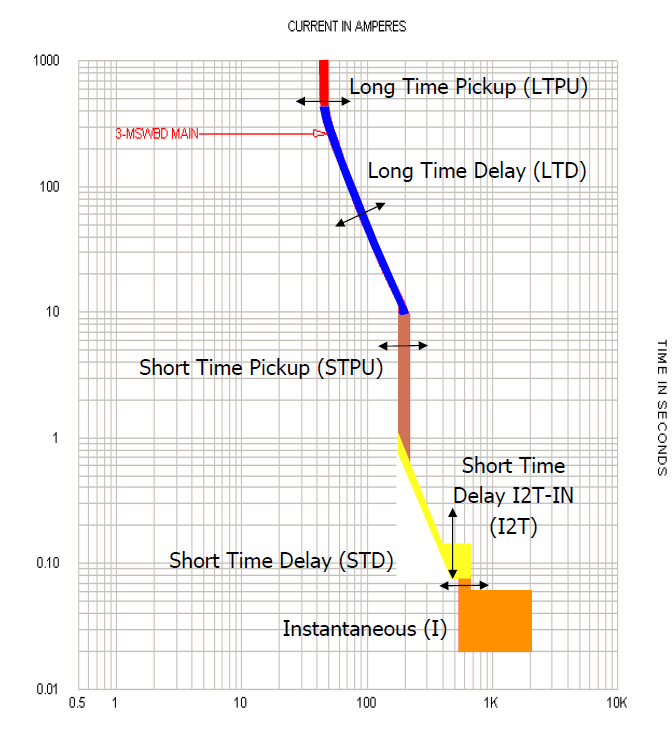 CURRENT IN AMPERES
1000
Long Time Pickup (LTPU)
3-MSWBD MAIN
Long Time Delay (LTD)
100
10
TIME IN SECONDS
Short Time Pickup (STPU)
1
Short Time
Delay I2T-IN
(I2T)
Short Time Delay (STD)
0.10
Instantaneous (I)
0.01
0.5 1 10 100 1K 10K